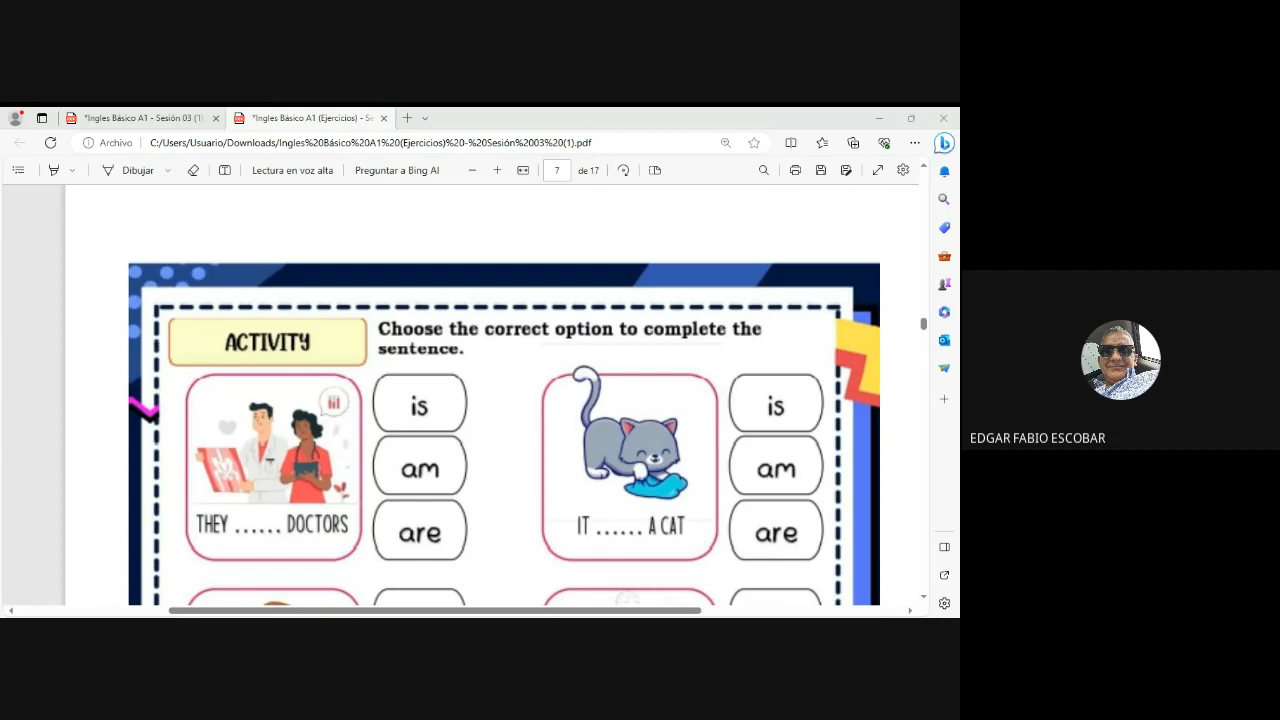 *Ingles Básico A1 - Sesión 03 (1)
*Ingles Básico A1 (Ejercicios) - Se
Archivo
C:/Users/Usuario/Downloads/Ingles%20Básico%20A1%20(Ejercicios)%20-%20Sesión%2003%20(1).pdf
Dibujar
Lectura en voz alta
Preguntar a Bing AI
7
de 17
ACTIVITY
Choose the correct option to complete the
sentence.
is
am
are
THEY ...... DOCTORS
is
am
are
IT ...... A CAT
EDGAR FABIO ESCOBAR